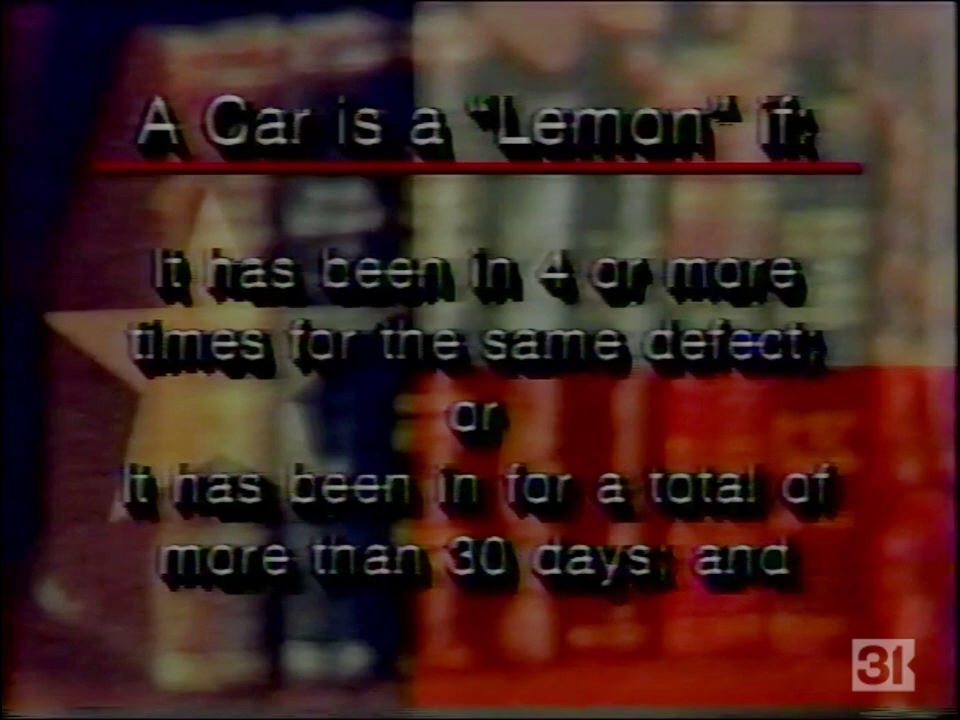 A Car is a "Lemon" if:
It has been in 4 or more
times for the same defect;
or
It has been in for a total of
more than 30 days; and
31